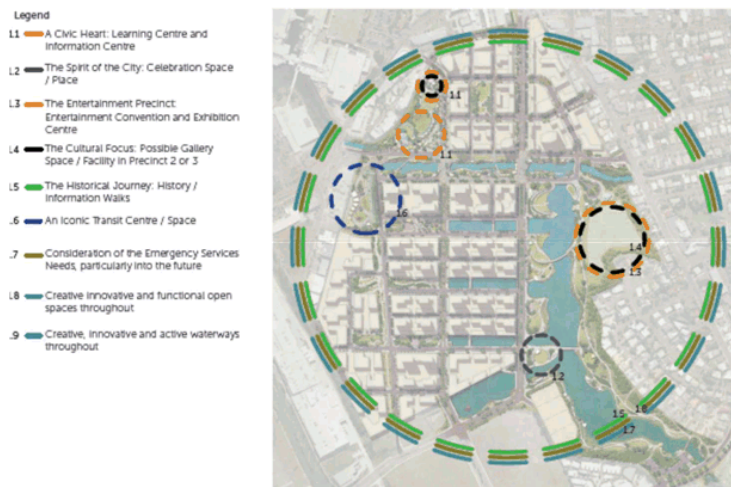 Legend
1.1 A Civic Heart: Learning Centre and
Information Centre
1.2 The Spirit of the City: Celebration Space
/ Place
1.3 The Entertainment Precinct:
Entertainment Convention and Exhibition
Centre
1.4 The Cultural Focus: Possible Gallery
Space / Facility in Precinct 2 or 3
1.5 The Historical Journey: History /
Information Walks
1.6 An Iconic Transit Centre / Space
1.7 Consideration of the Emergency Services
Needs, particularly into the future
1.8 Creative innovative and functional open
spaces throughout
1.9 Creative, innovative and active waterways
throughout
1.1
1.1
1.6
1.4
1.3
1.2
1.5 1.8
1.7